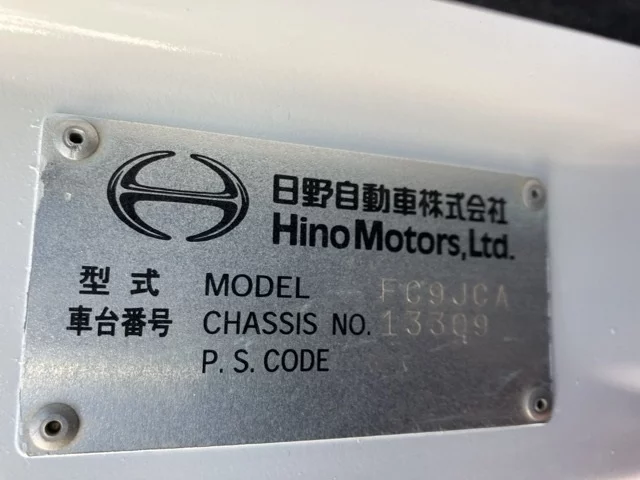 日野自動車株式会社
Hino Motors, Ltd.
型式 MODEL FC9JCA
車台番号 CHASSIS NO. 13309
P. S. CODE